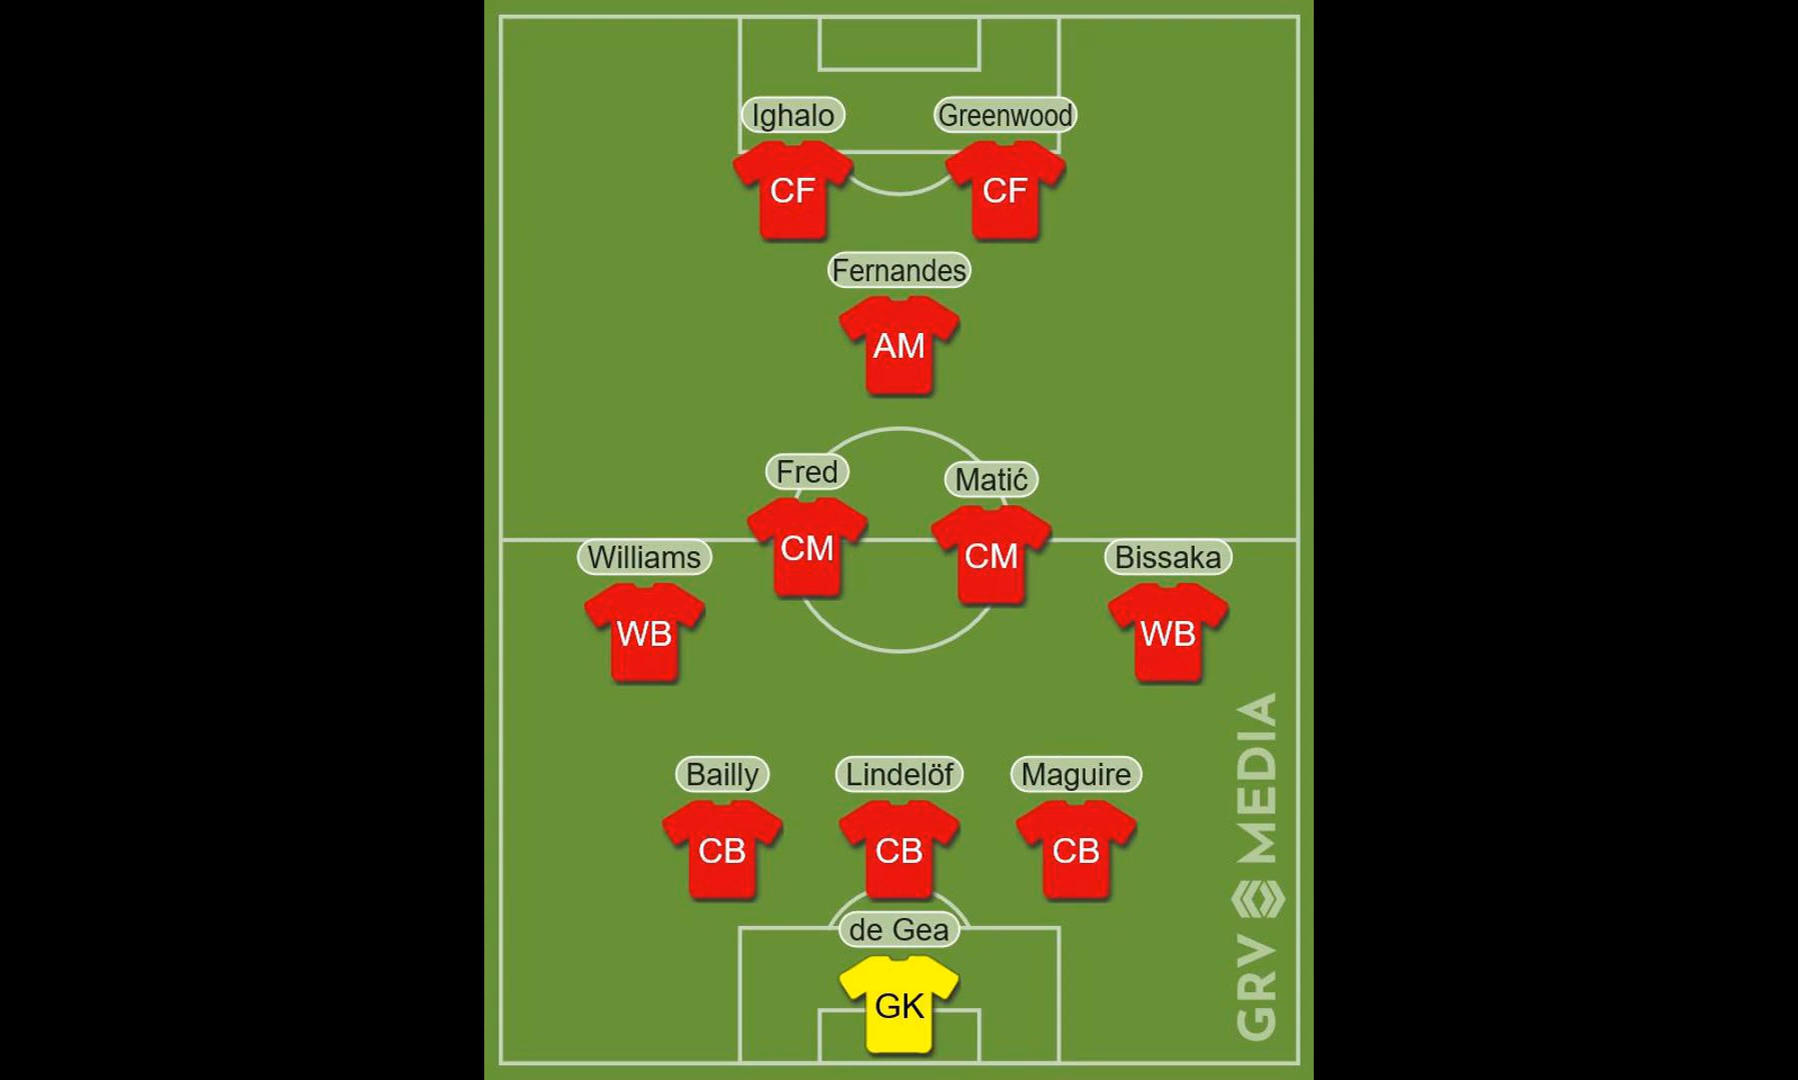 Ighalo
Greenwood
CF
CF
Fernandes
AM
Fred
Matić
CM
CM
Williams
Bissaka
WB
WB
Bailly
Lindelöf
Maguire
CB
CB
CB
de Gea
GK
GRV MEDIA